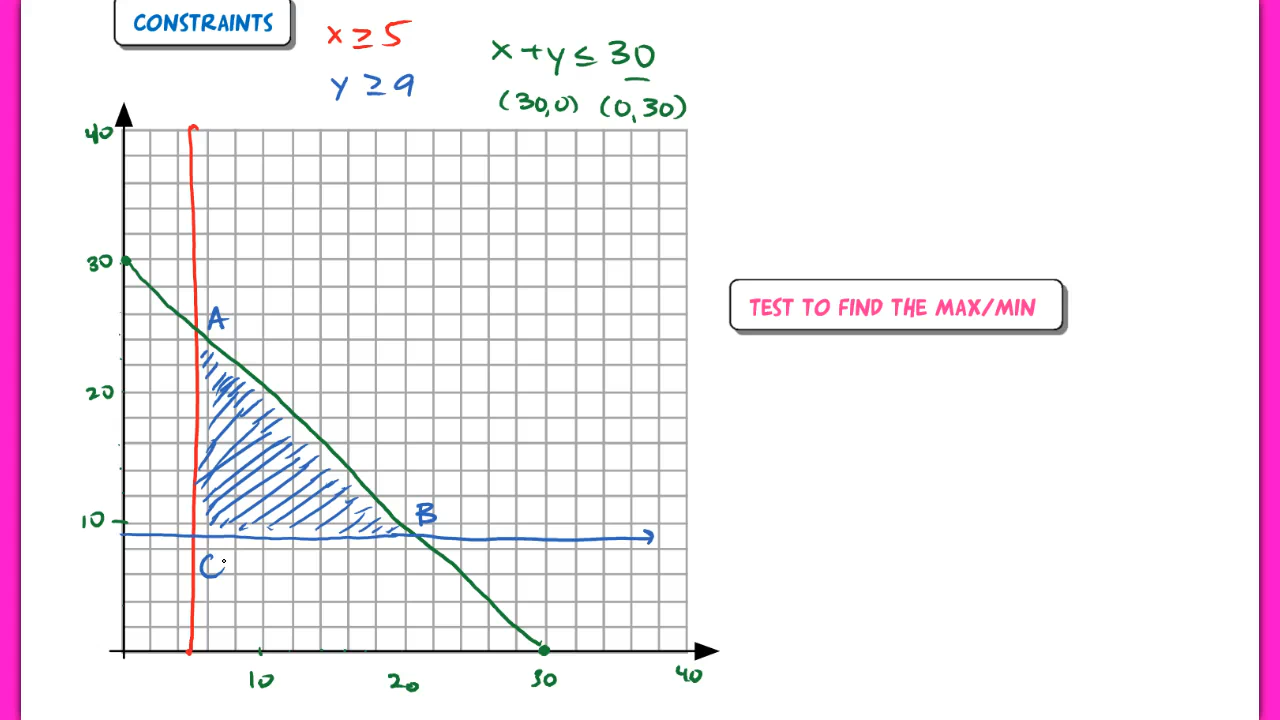 CONSTRAINTS
x ≥ 5
y ≥ 9
x + y ≤ 30
(30,0) (0,30)
40
30
A
20
10
B
C
10 20 30 40
TEST TO FIND THE MAX/MIN